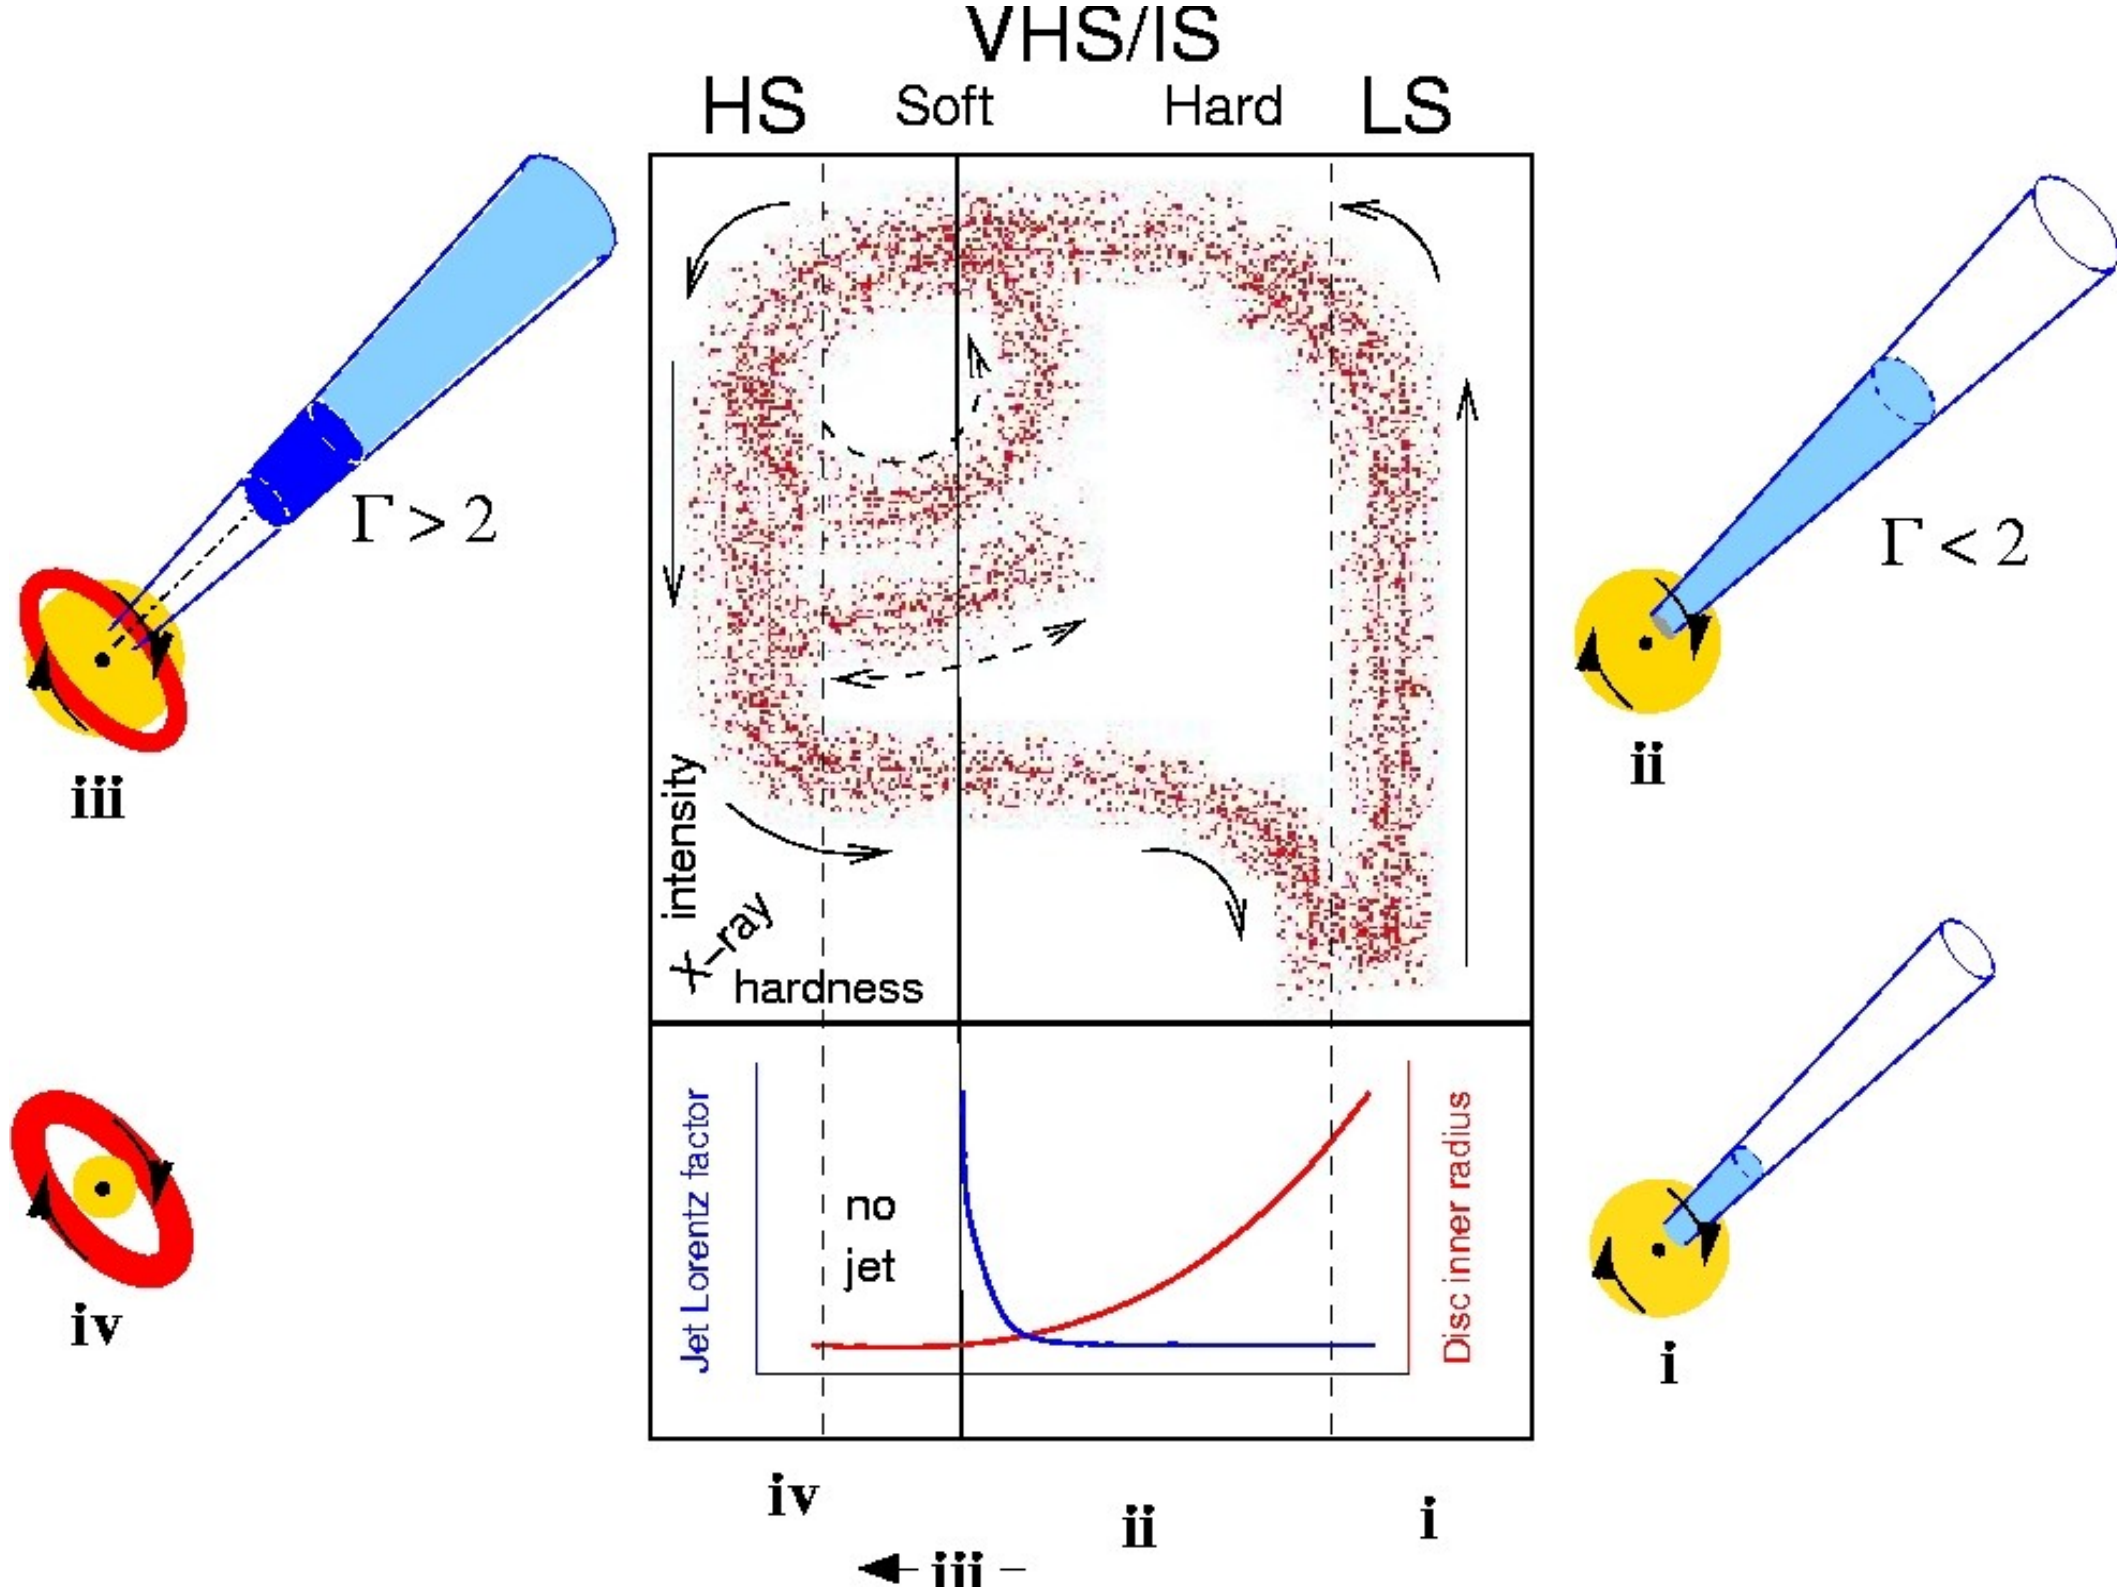 VHS/IS
HS
Soft
Hard
LS
Γ > 2
Γ < 2
iii
ii
intensity
X-ray
hardness
Jet Lorentz factor
no
jet
Disc inner radius
iv
i
iv
ii
i
iii